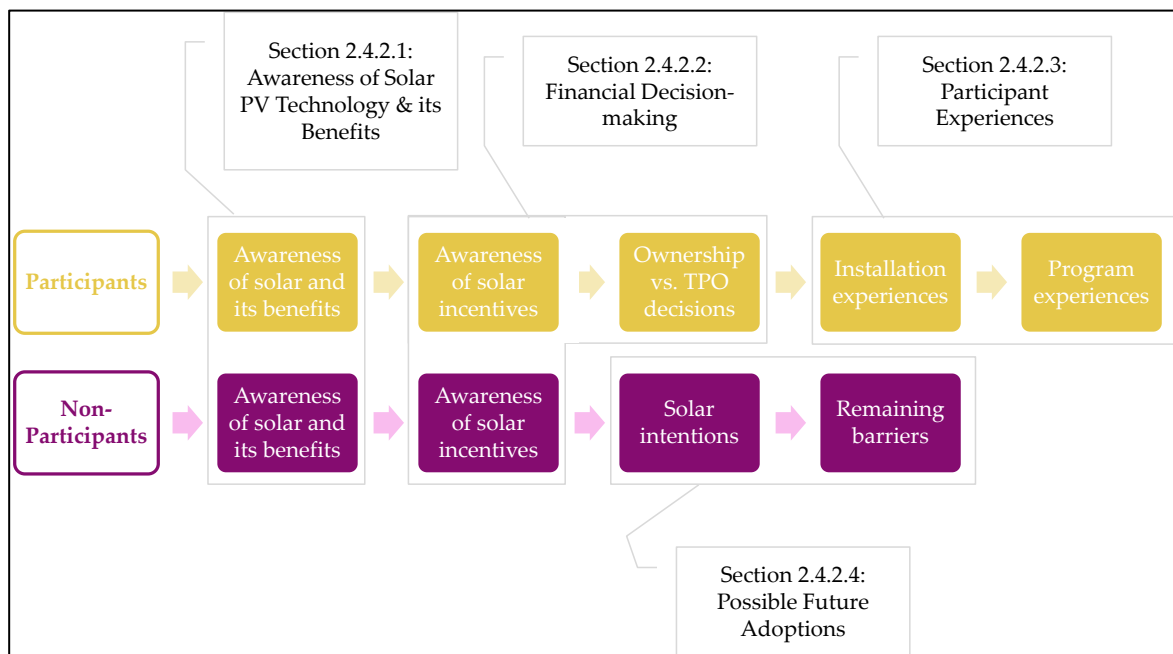 Section 2.4.2.1:
Awareness of Solar
PV Technology & its
Benefits
Section 2.4.2.2:
Financial Decision-
making
Section 2.4.2.3:
Participant
Experiences
Participants
Awareness
of solar and
its benefits
Awareness
of solar
incentives
Ownership
vs. TPO
decisions
Installation
experiences
Program
experiences
Non-
Participants
Awareness
of solar and
its benefits
Awareness
of solar
incentives
Solar
intentions
Remaining
barriers
Section 2.4.2.4:
Possible Future
Adoptions